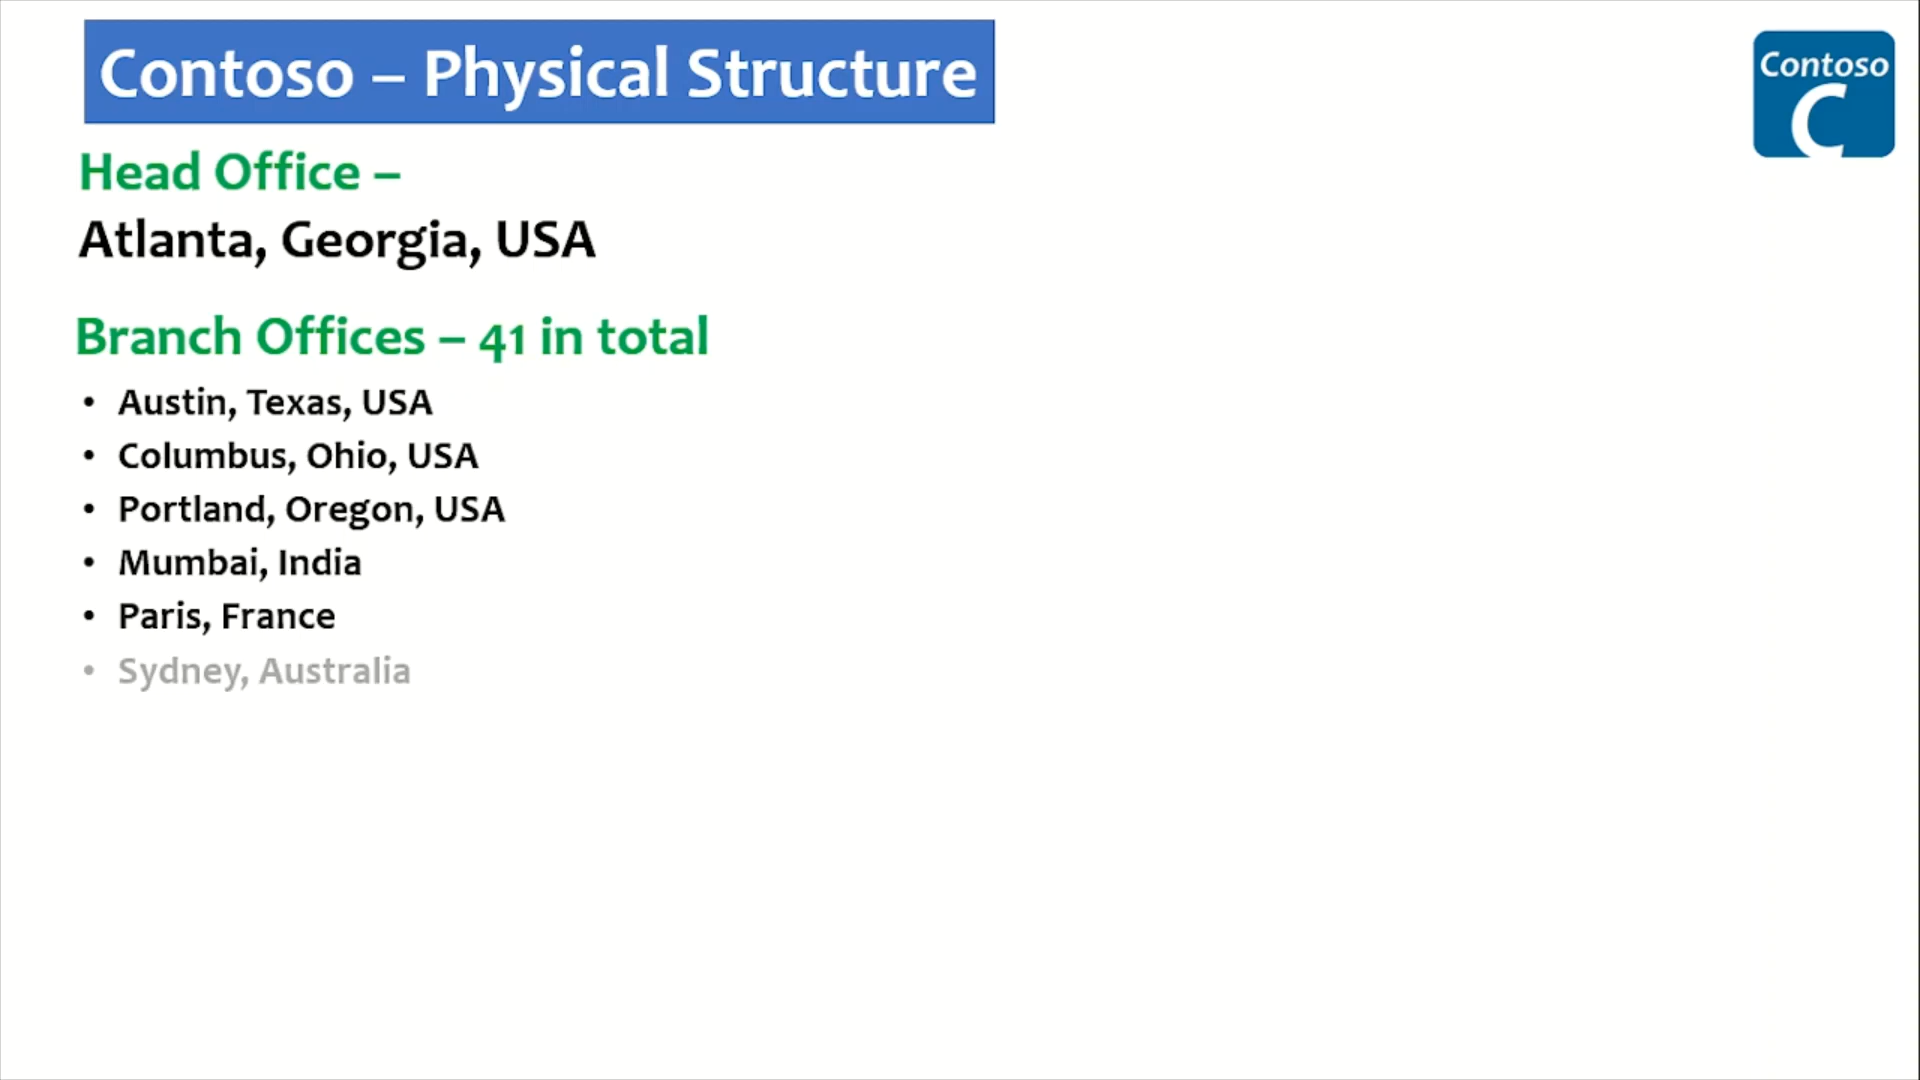 Contoso – Physical Structure
Contoso
C
Head Office –
Atlanta, Georgia, USA
Branch Offices – 41 in total
• Austin, Texas, USA
• Columbus, Ohio, USA
• Portland, Oregon, USA
• Mumbai, India
• Paris, France
• Sydney, Australia